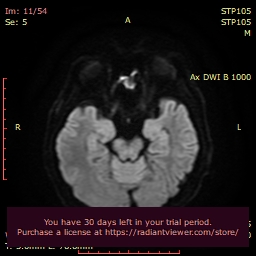 Im: 11/54
Se: 5
A
STP105
STP105
M
Ax DWI B 1000
R
L
You have 30 days left in your trial period.
Purchase a license at https://radiantviewer.com/store/